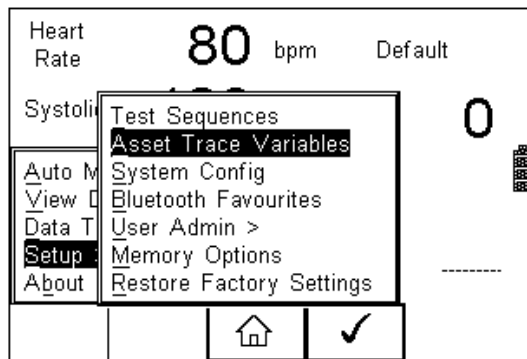 Heart
Rate
80 bpm
Default
Systoli
0
Test Sequences
Asset Trace Variables
System Config
Bluetooth Favourites
User Admin >
Memory Options
Restore Factory Settings
Auto M
View D
Data T
Setup
About